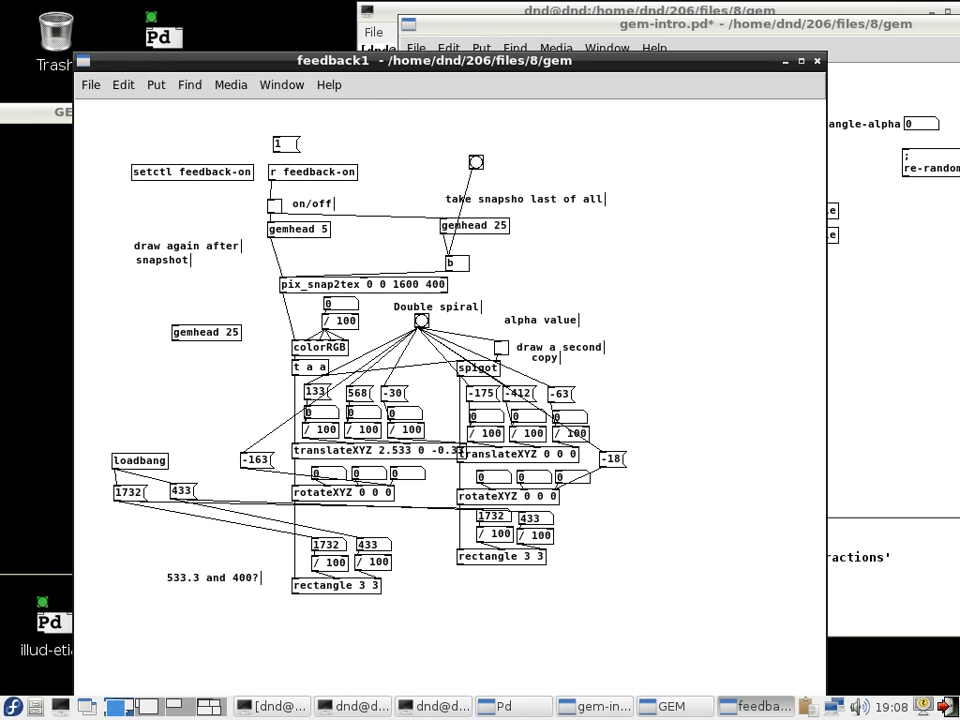 dnd@dnd:/home/dnd/206/files/8/gem
gem-intro.pd* - /home/dnd/206/files/8/gem
File
File Edit Put Find Media Window Help
Pd
feedback1 - /home/dnd/206/files/8/gem
File Edit Put Find Media Window Help
GE
angle-alpha 0
;
re-random
1
setctl feedback-on
r feedback-on
on/off
take snapsho last of all
gemhead 5
gemhead 25
draw again after
snapshot
b
pix_snap2tex 0 0 1600 400
0
Double spiral
/ 100
alpha value
gemhead 25
colorRGB
draw a second
copy
t a a
spigot
133 568 -30 -175 -412 -63
0 0 0 0 0 0
/ 100 / 100 / 100 / 100 / 100 / 100
translateXYZ 2.533 0 -0.33
translateXYZ 0 0 0
loadbang
-163
-18
0 0 0 0 0 0
1732 433
rotateXYZ 0 0 0
rotateXYZ 0 0 0
1732 433
/ 100 / 100
1732 433
/ 100 / 100
rectangle 3 3
ractions'
533.3 and 400?
rectangle 3 3
Pd
illud-eti
[dnd@... dnd@d... dnd@d... Pd gem-in... GEM feedba... 19:08